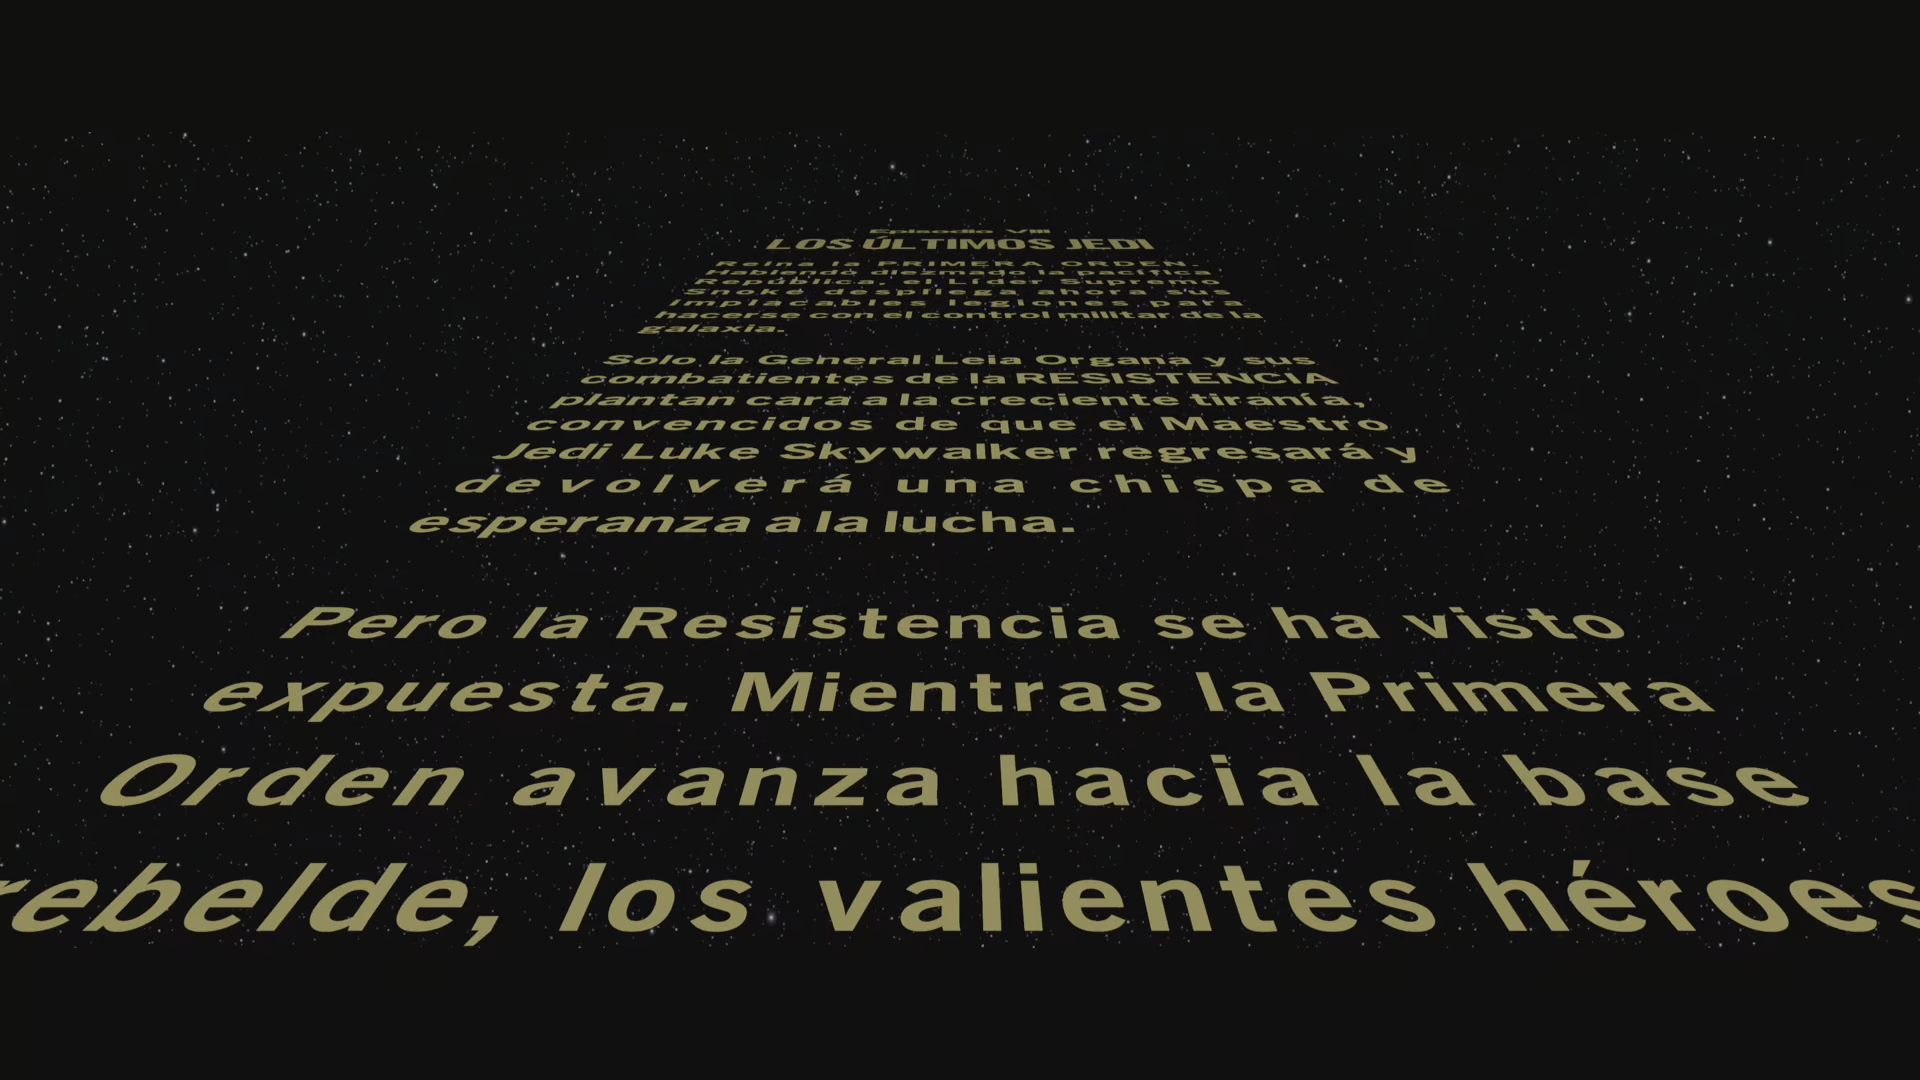 Episodio VIII
LOS ÚLTIMOS JEDI
Reina la PRIMERA ORDEN.
Habiendo diezmado la pacífica
República, el Líder Supremo
Smoke despliega ahora sus
implacables legiones para
hacerse con el control militar de la
galaxia.
Solo la General Leia Organa y sus
combatientes de la RESISTENCIA
plantan cara a la creciente tiranía,
convencidos de que el Maestro
Jedi Luke Skywalker regresará y
devolverá una chispa de
esperanza a la lucha.
Pero la Resistencia se ha visto
expuesta. Mientras la Primera
Orden avanza hacia la base
rebelde, los valientes héroes